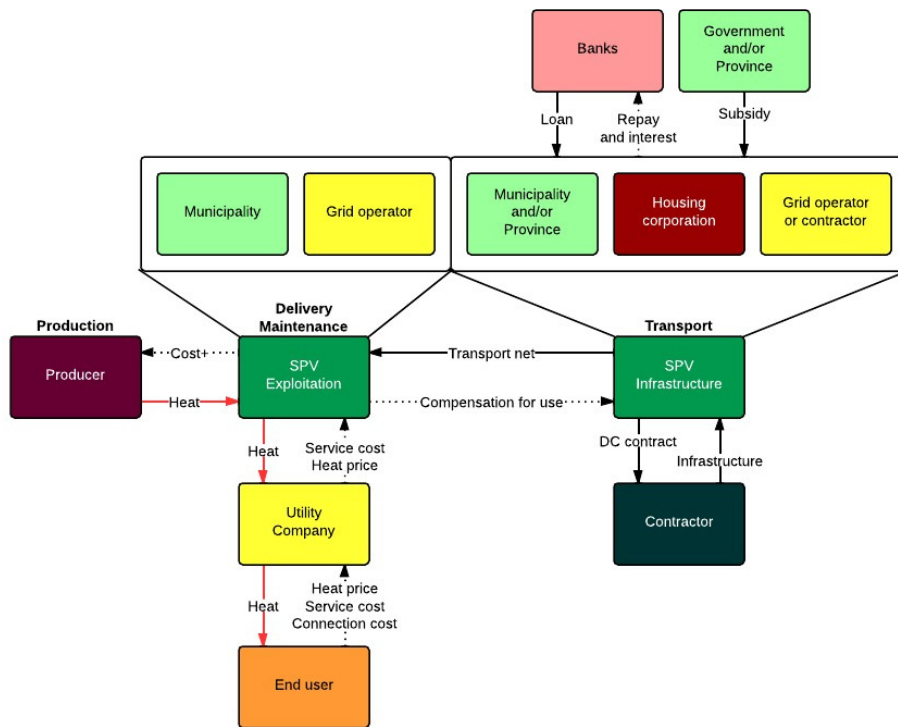 Banks
Government
and/or
Province
Loan
Repay
and interest
Subsidy
Municipality
Grid operator
Municipality
and/or
Province
Housing
corporation
Grid operator
or contractor
Production
Delivery
Maintenance
Transport
Producer
Cost+
Heat
SPV
Exploitation
Transport net
Compensation for use
SPV
Infrastructure
Heat
Service cost
Heat price
DC contract
Infrastructure
Utility
Company
Contractor
Heat
Heat price
Service cost
Connection cost
End user